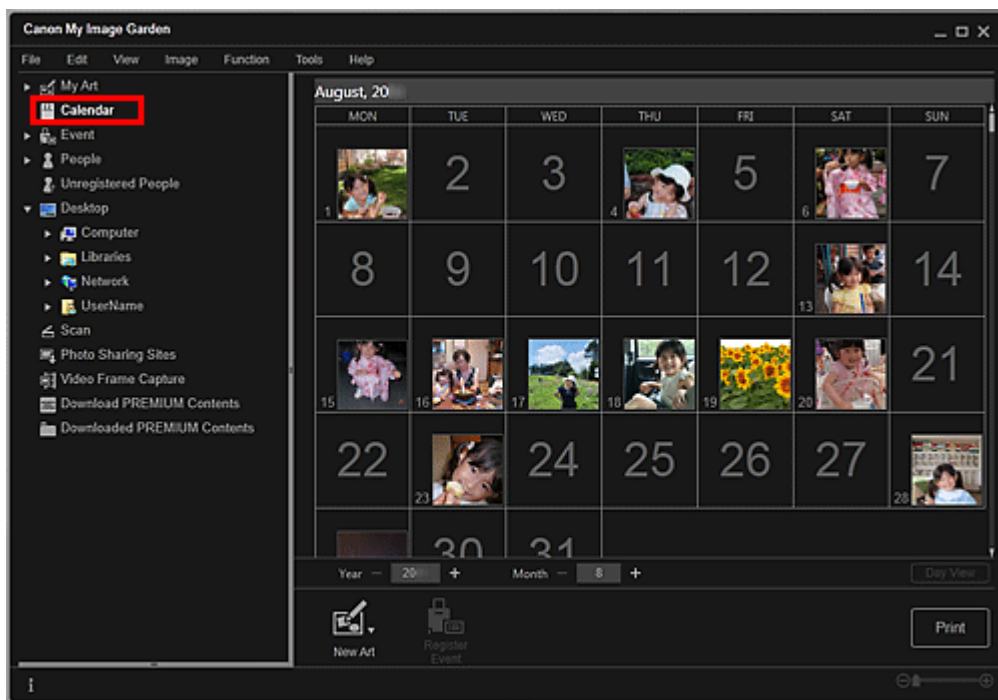 Canon My Image Garden
File Edit View Image Function Tools Help
My Art
Calendar
Event
People
Unregistered People
Desktop
Computer
Libraries
Network
UserName
Scan
Photo Sharing Sites
Video Frame Capture
Download PREMIUM Contents
Downloaded PREMIUM Contents
August, 20
MON TUE WED THU FRI SAT SUN
1 2 3 4 5 6 7
8 9 10 11 12 13 14
15 16 17 18 19 20 21
22 23 24 25 26 27 28
30 31
Year － 20 + Month － 8 + Day View
New Art Register Event Print